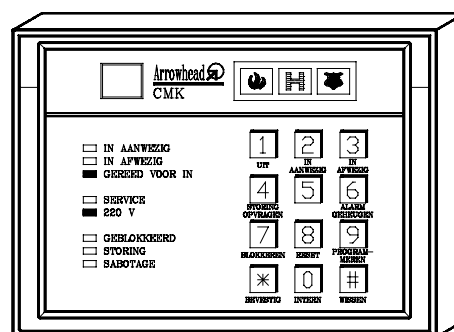 Arrowhead
CMK
IN AANWEZIG
IN AFWEZIG
GEREED VOOR IN
SERVICE
220 V
GEBLOKKEERD
STORING
SABOTAGE
1 2 3
UIT IN AANWEZIG IN AFWEZIG
4 5 6
STORING OPVRAGEN ALARM GEHEUGEN
7 8 9
BLOKKEREN RESET PROGRAM-MEREN
* 0 #
BEVESTIG INTERN WISSEN